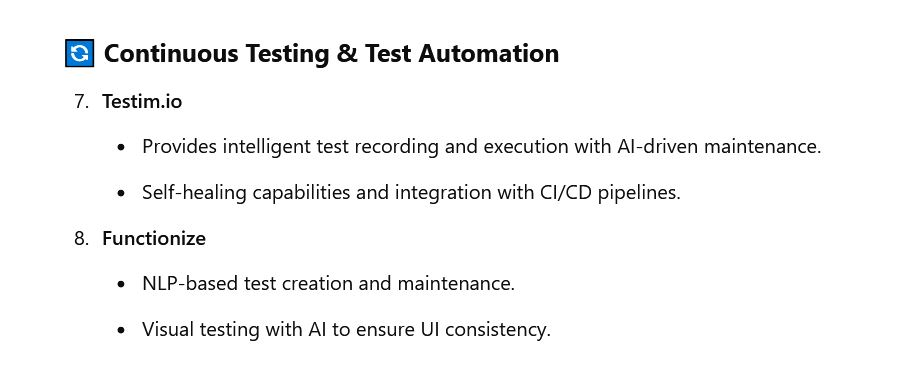 🔄 Continuous Testing & Test Automation
7. Testim.io
• Provides intelligent test recording and execution with AI-driven maintenance.
• Self-healing capabilities and integration with CI/CD pipelines.
8. Functionize
• NLP-based test creation and maintenance.
• Visual testing with AI to ensure UI consistency.